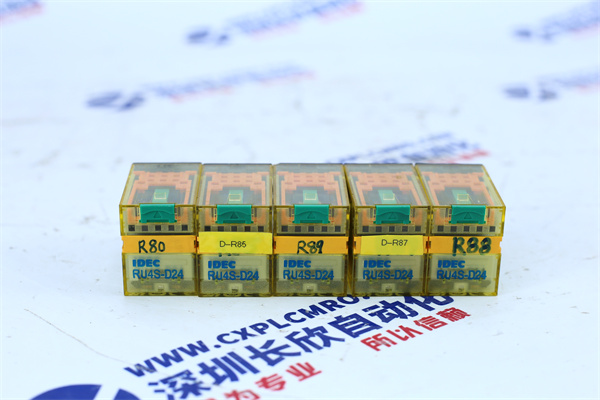 R80
D-R85
R89
D-R87
R88
IDEC
RU4S-D24
IDEC
RU4S-D24
IDEC
RU4S-D24
IDEC
RU4S-D24
IDEC
RU4S-D24
WWW.CXPLCMRO.
深圳长欣自动化
为专业
所以信赖